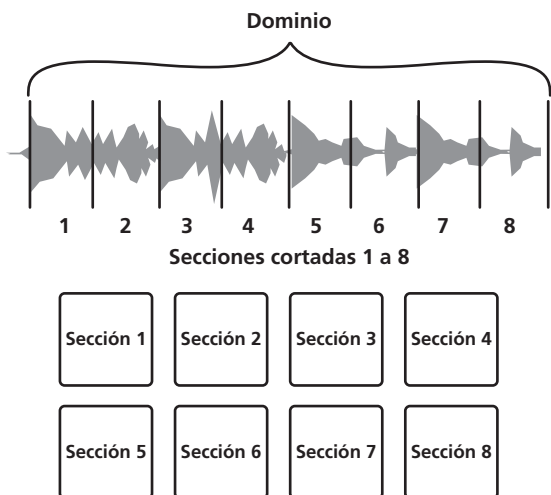 Dominio
1 2 3 4 5 6 7 8
Secciones cortadas 1 a 8
Sección 1 Sección 2 Sección 3 Sección 4
Sección 5 Sección 6 Sección 7 Sección 8